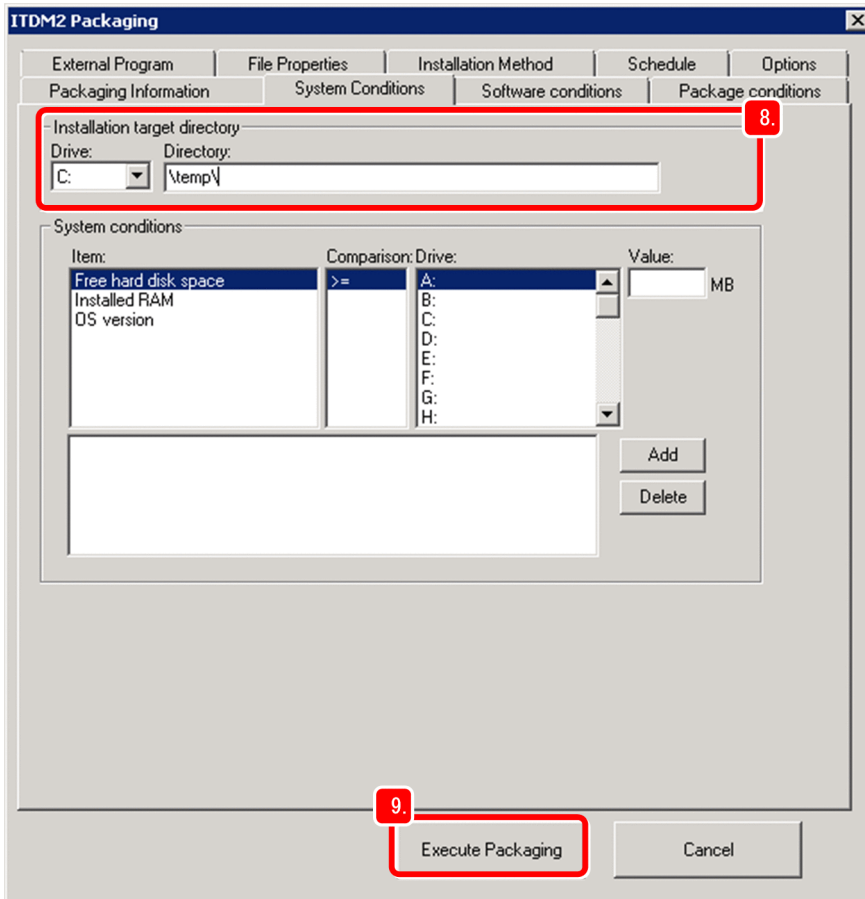 ITDM2 Packaging
External Program File Properties Installation Method Schedule Options
Packaging Information System Conditions Software conditions Package conditions
8.
Installation target directory
Drive: Directory:
C: \temp\
System conditions
Item: Comparison: Drive: Value:
Free hard disk space >= A: MB
Installed RAM B:
OS version C:
D:
E:
F:
G:
H:
Add
Delete
9.
Execute Packaging Cancel